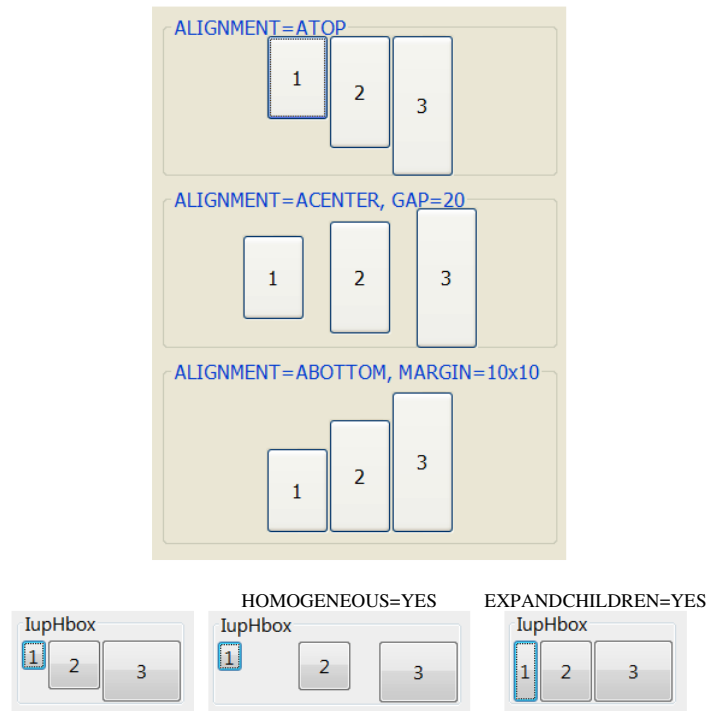 ALIGNMENT=ATOP
1 2 3
ALIGNMENT=ACENTER, GAP=20
1 2 3
ALIGNMENT=ABOTTOM, MARGIN=10x10
1 2 3
HOMOGENEOUS=YES EXPANDCHILDREN=YES
IupHbox IupHbox IupHbox
1 2 3 1 2 3 1 2 3